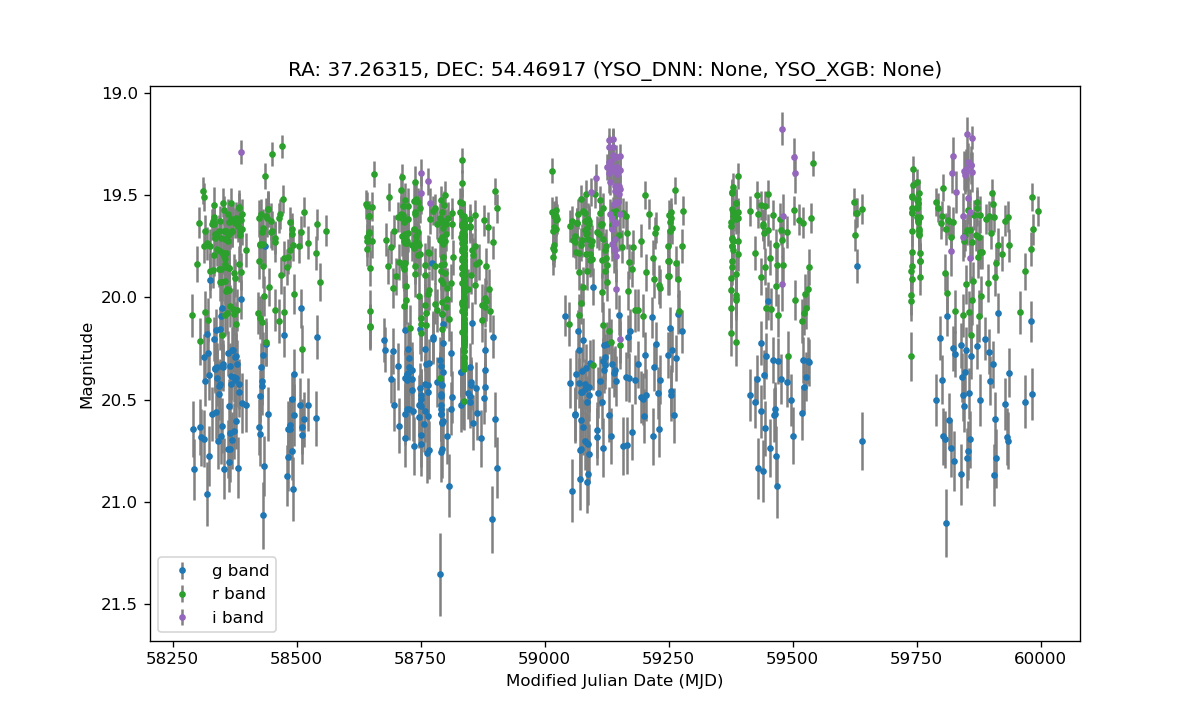 RA: 37.26315, DEC: 54.46917 (YSO_DNN: None, YSO_XGB: None)
19.0
19.5
20.0
20.5
21.0
21.5
Magnitude
g band
r band
i band
58250 58500 58750 59000 59250 59500 59750 60000
Modified Julian Date (MJD)